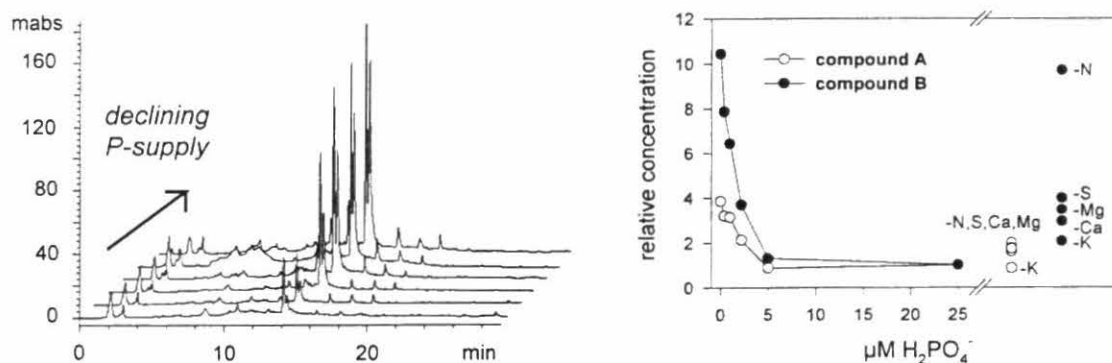 mabs
160
120
80
40
0
declining
P-supply
0
10
20
min
relative concentration
12
10
8
6
4
2
0
compound A
compound B
-N
-S
-Mg
-Ca
-K
-N,S,Ca,Mg
-K
0
5
10
15
20
25
µM H₂PO₄⁻